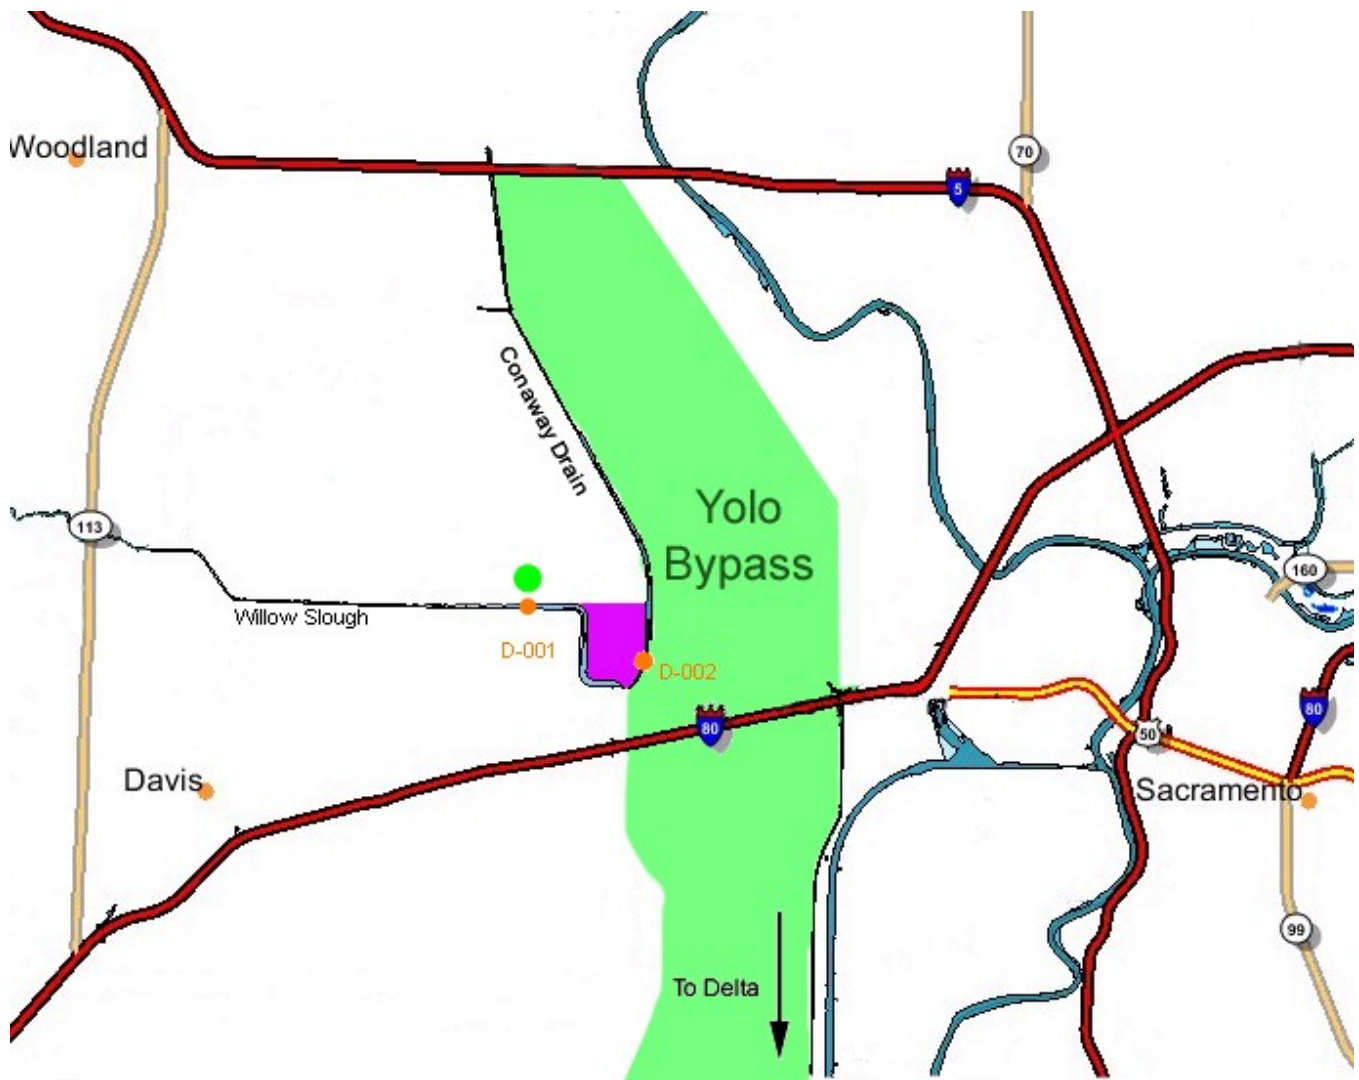 Woodland
70
5
Conaway Drain
Yolo
Bypass
113
160
Willow Slough
D-001
D-002
80
80
50
Davis
Sacramento
99
To Delta